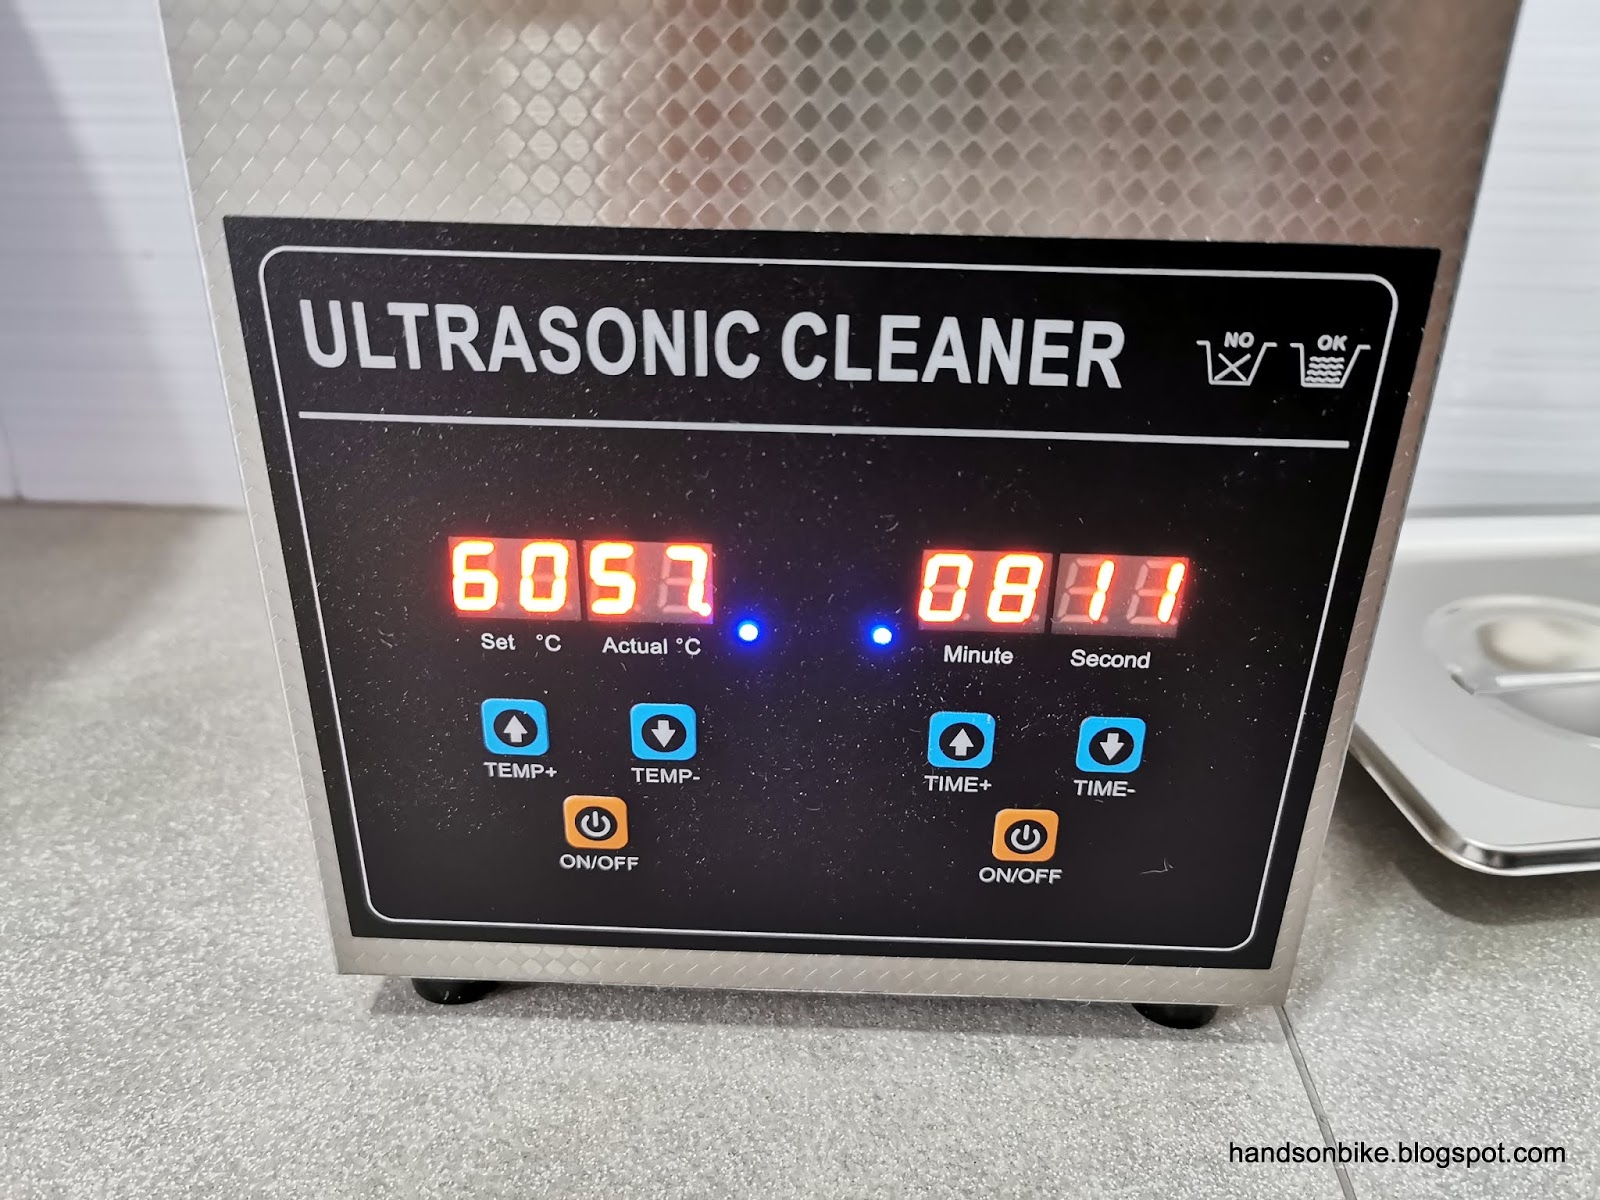 ULTRASONIC CLEANER
NO OK
6057.
0811
Set °C Actual °C
Minute Second
TEMP+ TEMP-
TIME+ TIME-
ON/OFF
ON/OFF
handsonbike.blogspot.com